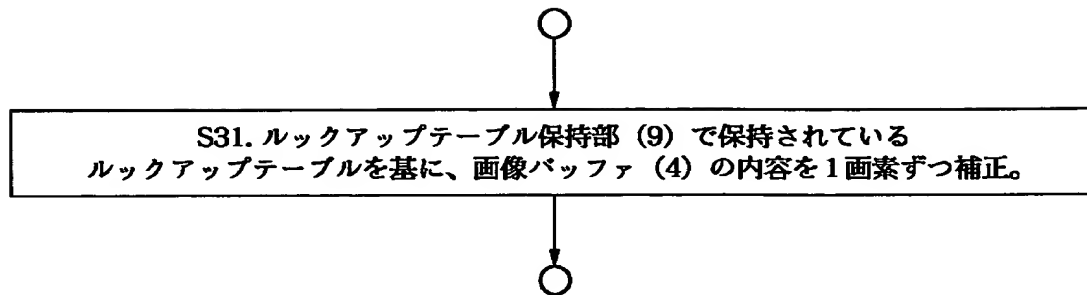 S31. ルックアップテーブル保持部（9）で保持されている
ルックアップテーブルを基に、画像バッファ（4）の内容を1画素ずつ補正。